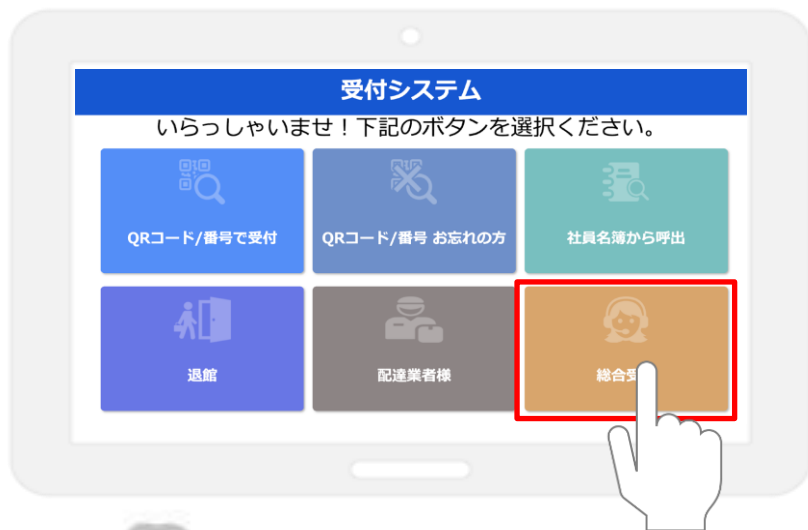 受付システム
いらっしゃいませ！下記のボタンを選択ください。
QRコード/番号で受付
QRコード/番号 お忘れの方
社員名簿から呼出
退館
配達業者様
総合受